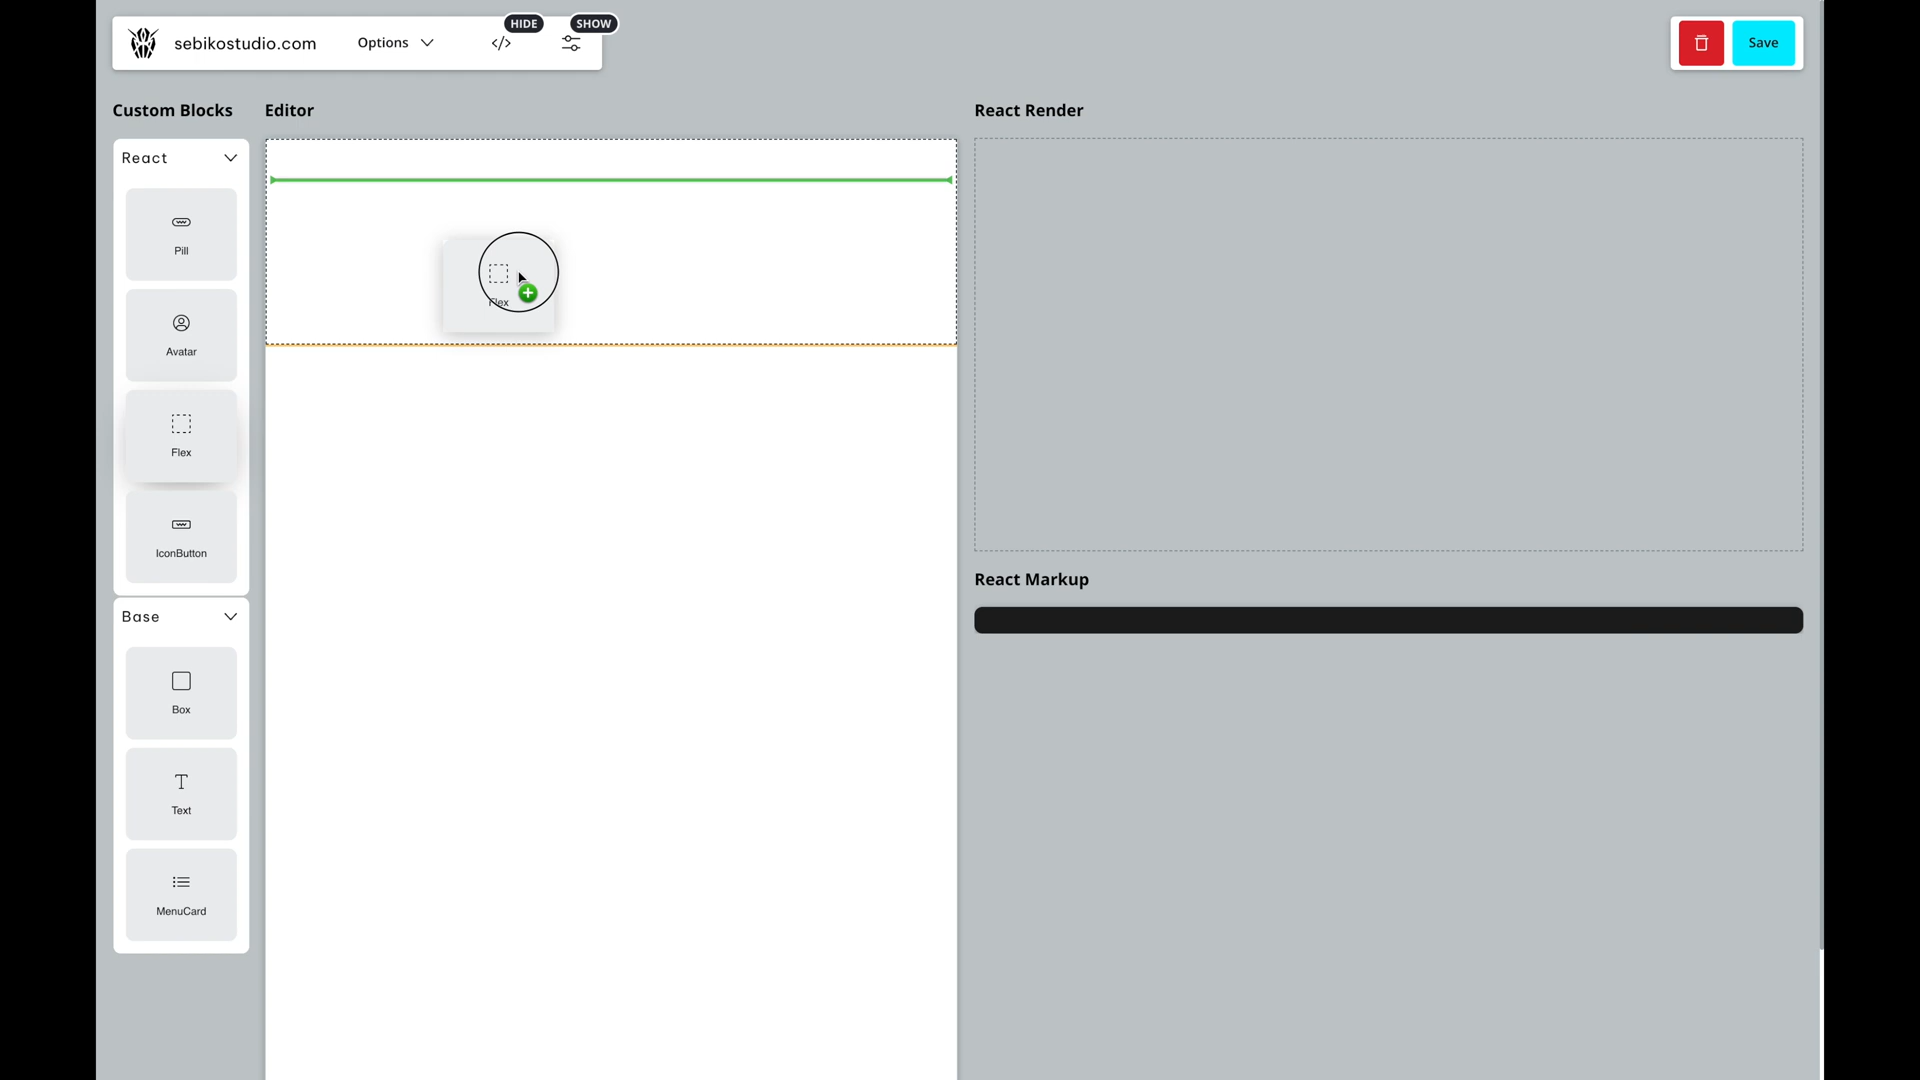 HIDE
SHOW
sebikostudio.com
Options
</>
Save
Custom Blocks
Editor
React Render
React
Pill
Avatar
Flex
Flex
IconButton
React Markup
Base
Box
Text
MenuCard